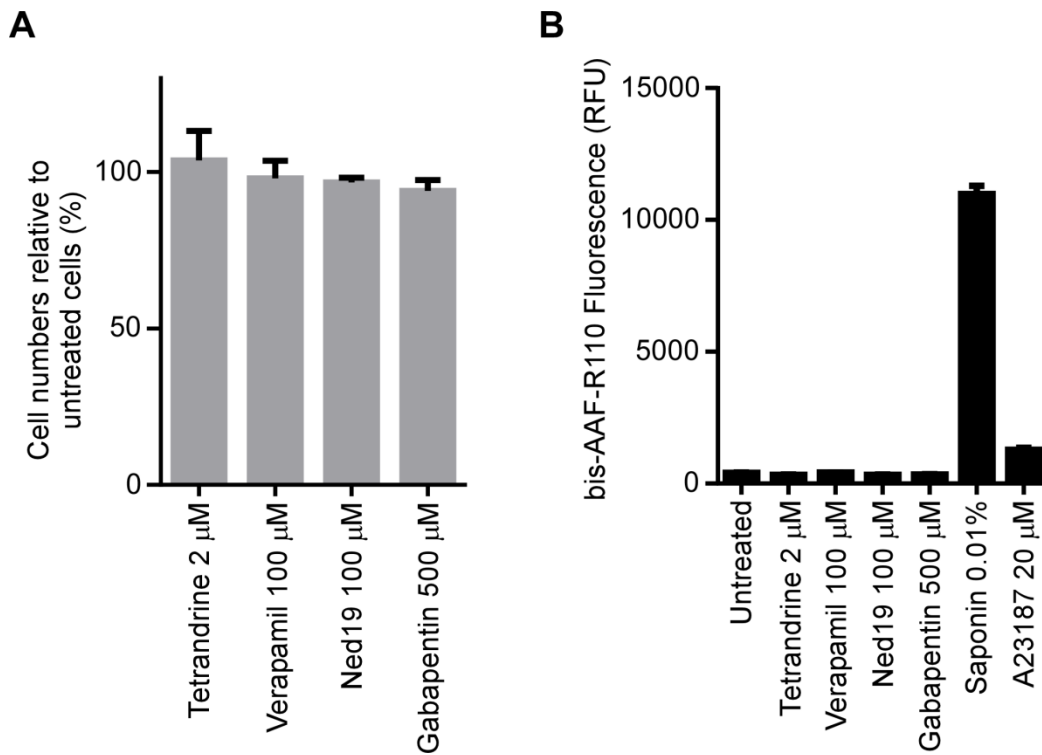 A
Cell numbers relative to
untreated cells (%)
100
50
0
Tetrandrine 2 μM
Verapamil 100 μM
Ned19 100 μM
Gabapentin 500 μM
B
bis-AAF-R110 Fluorescence (RFU)
15000
10000
5000
0
Untreated
Tetrandrine 2 μM
Verapamil 100 μM
Ned19 100 μM
Gabapentin 500 μM
Saponin 0.01%
A23187 20 μM